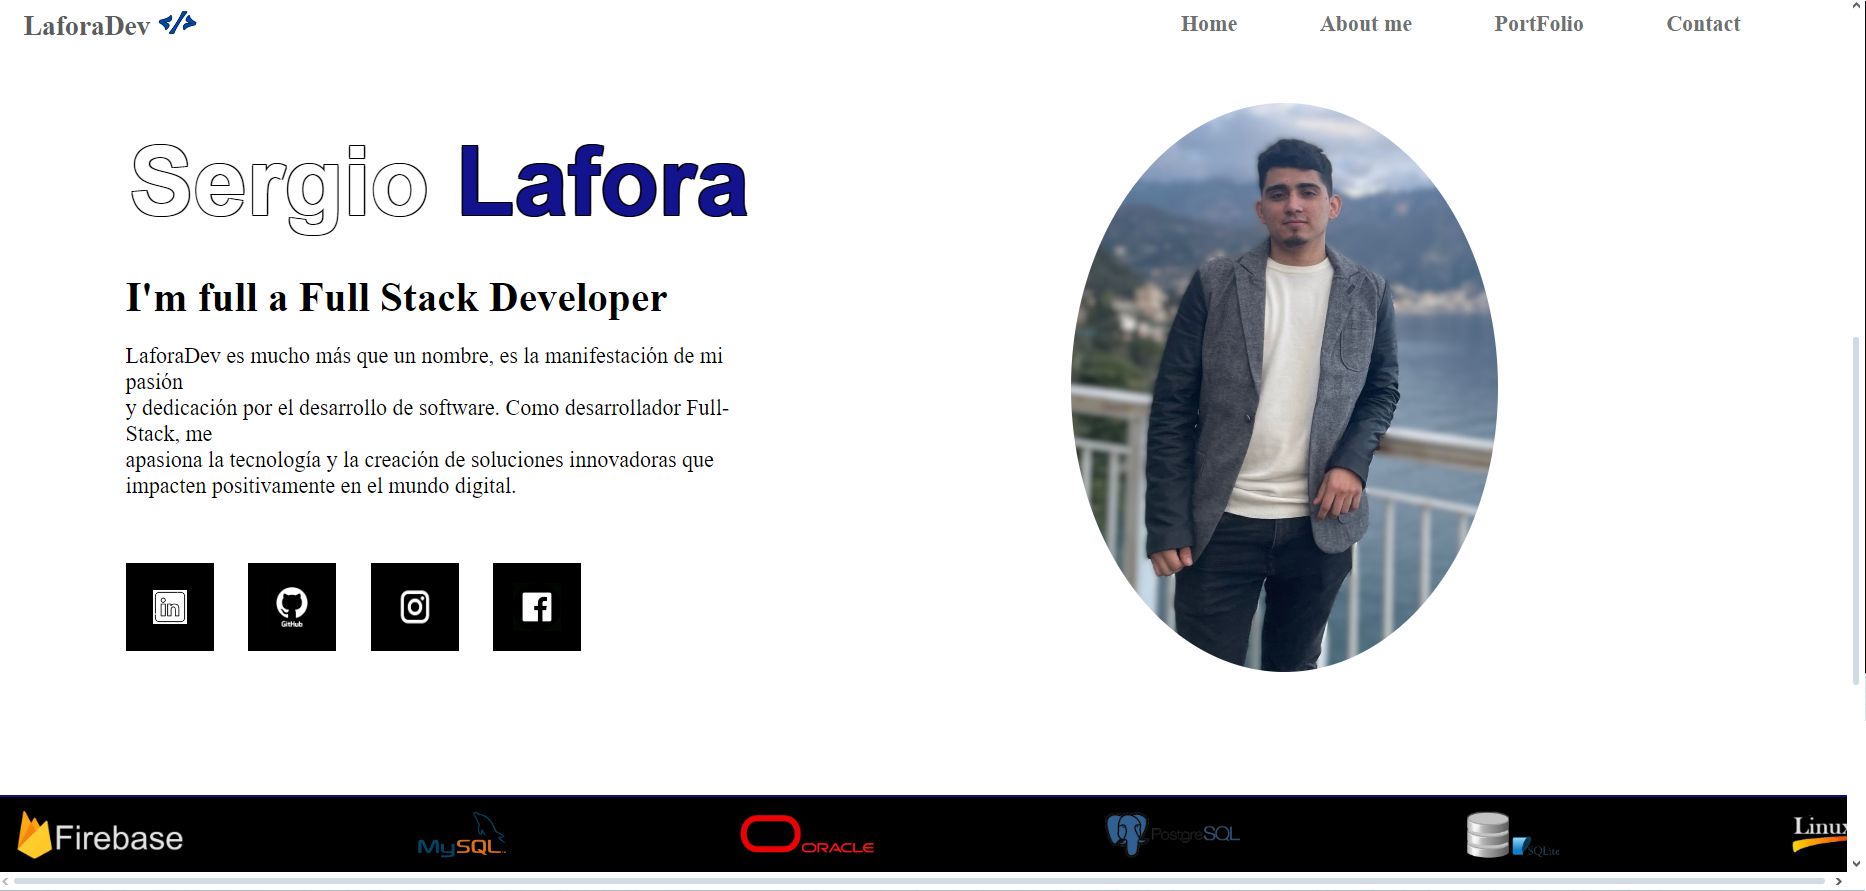 LaforaDev
Home About me PortFolio Contact
Sergio Lafora
I'm full a Full Stack Developer
LaforaDev es mucho más que un nombre, es la manifestación de mi
pasión
y dedicación por el desarrollo de software. Como desarrollador Full-
Stack, me
apasiona la tecnología y la creación de soluciones innovadoras que
impacten positivamente en el mundo digital.
in
GitHub
Firebase
MySQL
ORACLE
PostgreSQL
SQLite
Linux